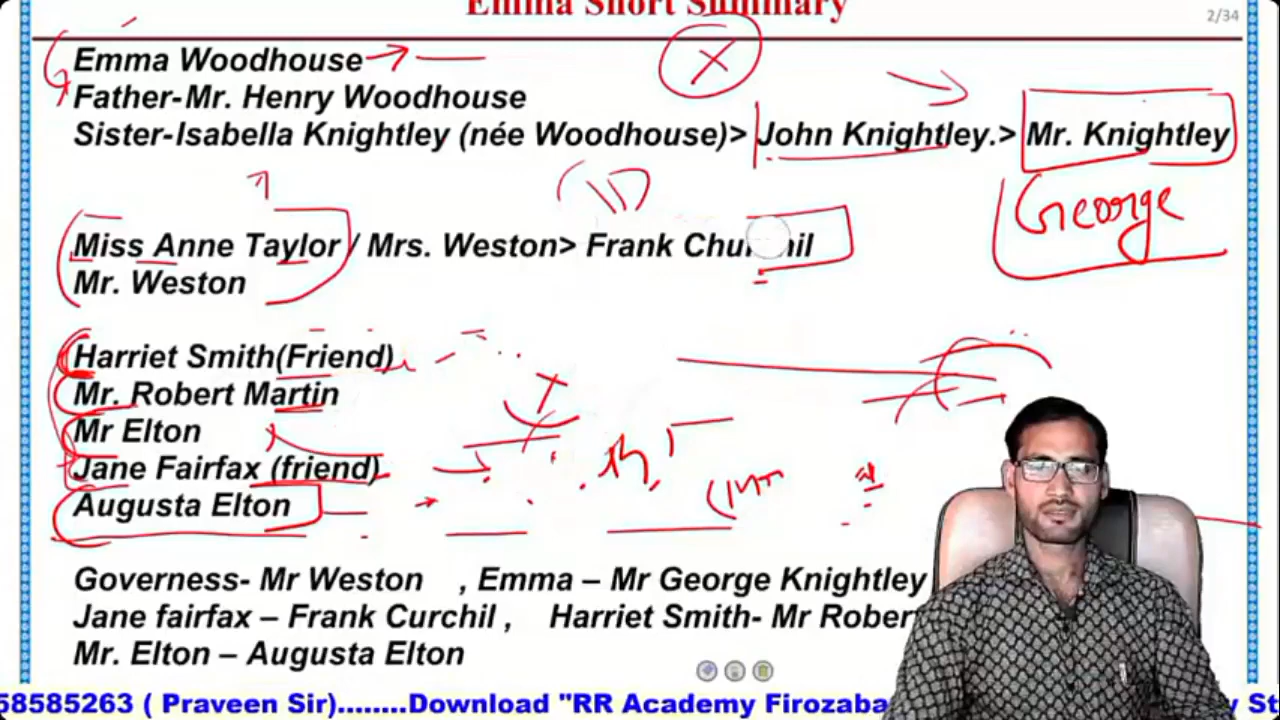 Emma Short Summary
2/34
Emma Woodhouse
Father-Mr. Henry Woodhouse
Sister-Isabella Knightley (née Woodhouse)> John Knightley.> Mr. Knightley
George
Miss Anne Taylor / Mrs. Weston> Frank
Mr. Weston
Harriet Smith(Friend)
Mr. Robert Martin
Mr Elton
Jane Fairfax (friend)
Augusta Elton
Governess- Mr Weston , Emma – Mr George Knightley
Jane fairfax – Frank Curchil , Harriet Smith- Mr Rober
Mr. Elton – Augusta Elton
58585263 ( Praveen Sir)........Download "RR Academy Firozaba